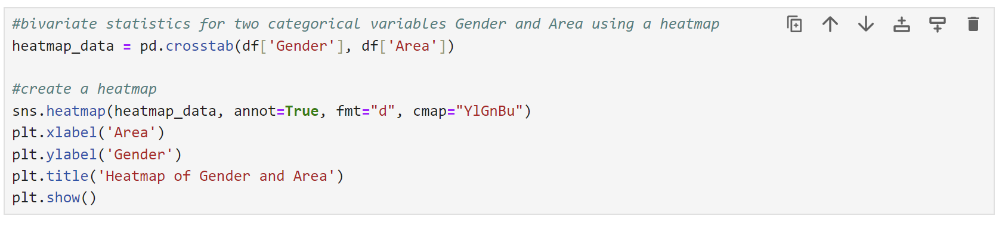 #bivariate statistics for two categorical variables Gender and Area using a heatmap
heatmap_data = pd.crosstab(df['Gender'], df['Area'])
#create a heatmap
sns.heatmap(heatmap_data, annot=True, fmt="d", cmap="YlGnBu")
plt.xlabel('Area')
plt.ylabel('Gender')
plt.title('Heatmap of Gender and Area')
plt.show()